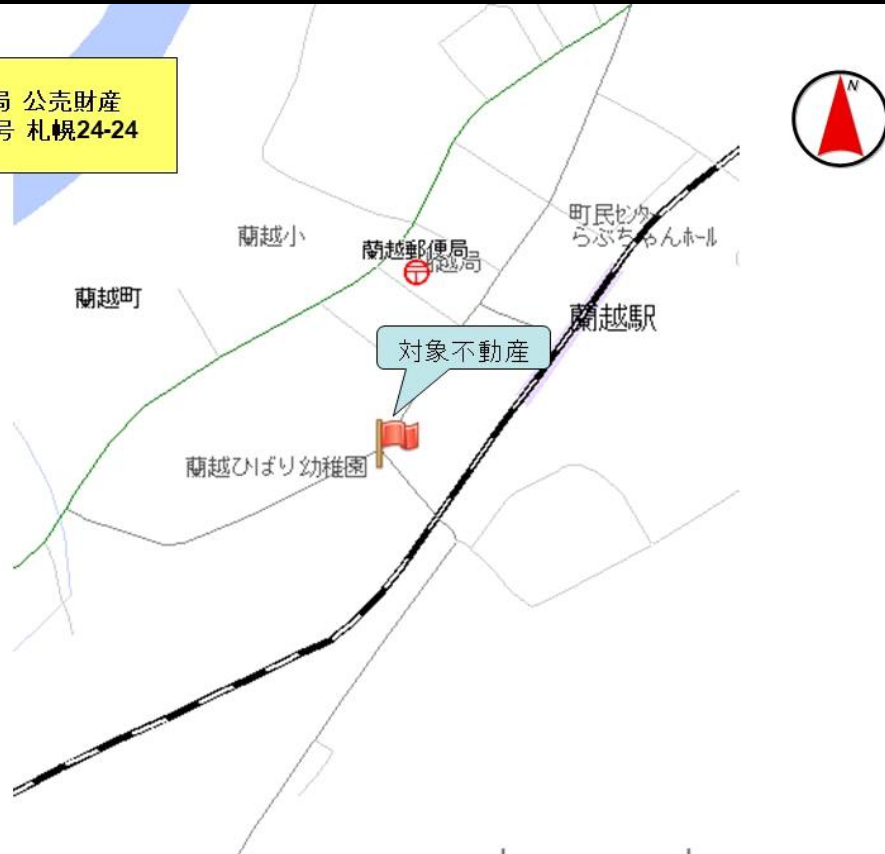 局 公売財産
号 札幌24-24
N
町民センター
らぶちゃんホール
蘭越小
蘭越郵便局
蘭越局
蘭越町
蘭越駅
対象不動産
蘭越ひばり幼稚園